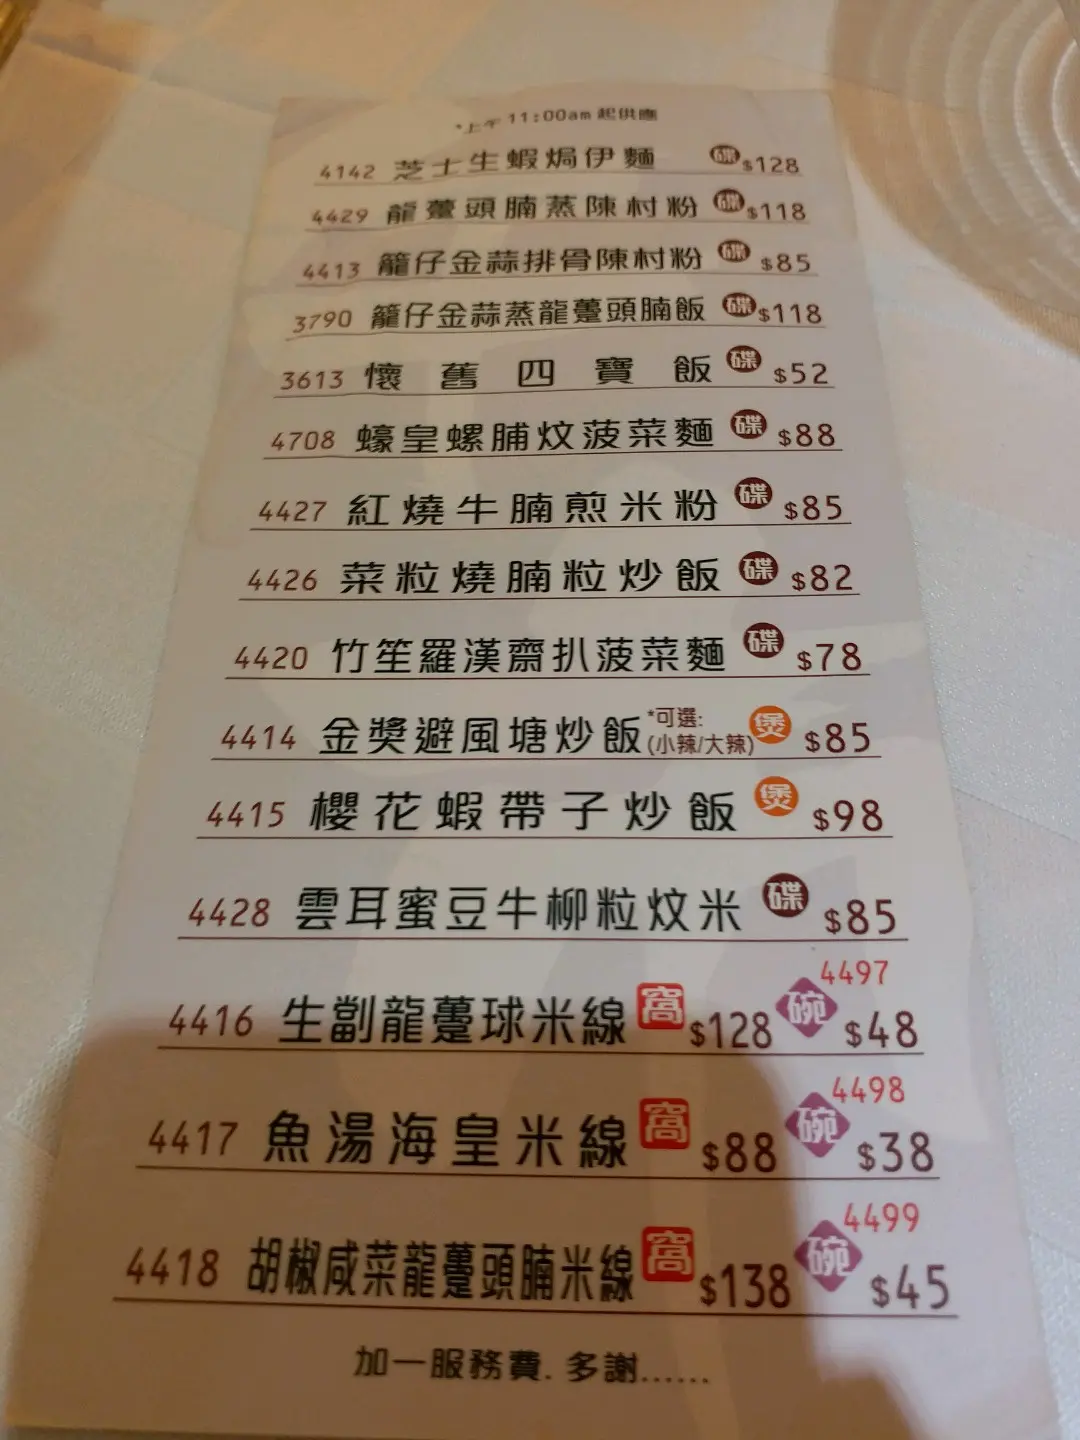 *上午 11:00am 起供應
4142 芝士生蝦焗伊麵 碟 $128
4429 龍躉頭腩蒸陳村粉 碟 $118
4413 籠仔金蒜排骨陳村粉 碟 $85
3790 籠仔金蒜蒸龍躉頭腩飯 碟 $118
3613 懷舊四寶飯 碟 $52
4708 蠔皇螺脯炆菠菜麵 碟 $88
4427 紅燒牛腩煎米粉 碟 $85
4426 菜粒燒腩粒炒飯 碟 $82
4420 竹笙羅漢齋扒菠菜麵 碟 $78
4414 金獎避風塘炒飯 *可選: (小辣/大辣) 煲 $85
4415 櫻花蝦帶子炒飯 煲 $98
4428 雲耳蜜豆牛柳粒炆米 碟 $85
4416 生劏龍躉球米線 窩 $128 碗 4497 $48
4417 魚湯海皇米線 窩 $88 碗 4498 $38
4418 胡椒咸菜龍躉頭腩米線 窩 $138 碗 4499 $45
加一服務費. 多謝......